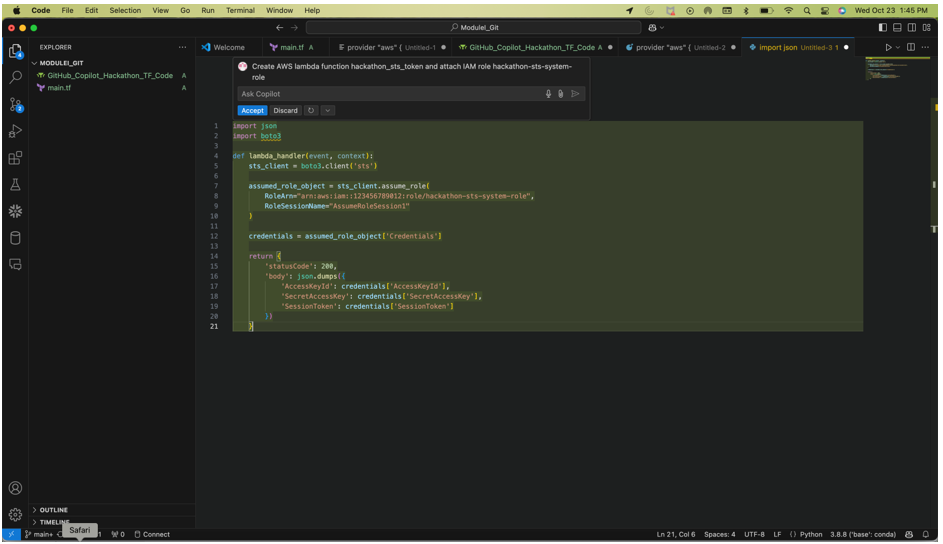 Code File Edit Selection View Go Run Terminal Window Help Wed Oct 23 1:45 PM
ModuleI_Git
EXPLORER
MODULEI_GIT
GitHub_Copilot_Hackathon_TF_Code A
main.tf A
OUTLINE
TIMELINE
Welcome main.tf A provider "aws" { Untitled-1 GitHub_Copilot_Hackathon_TF_Code A provider "aws" { Untitled-2 import json Untitled-3 1
Create AWS lambda function hackathon_sts_token and attach IAM role hackathon-sts-system-
role
Ask Copilot
Accept Discard
1 import json
2 import boto3
3
4 def lambda_handler(event, context):
5 sts_client = boto3.client('sts')
6
7 assumed_role_object = sts_client.assume_role(
8 RoleArn="arn:aws:iam::123456789012:role/hackathon-sts-system-role",
9 RoleSessionName="AssumeRoleSession1"
10 )
11
12 credentials = assumed_role_object['Credentials']
13
14 return {
15 'statusCode': 200,
16 'body': json.dumps({
17 'AccessKeyId': credentials['AccessKeyId'],
18 'SecretAccessKey': credentials['SecretAccessKey'],
19 'SessionToken': credentials['SessionToken']
20 })
21 }
Safari
main+ 1 0 Connect Ln 21, Col 6 Spaces: 4 UTF-8 LF Python 3.8.8 ('base': conda)